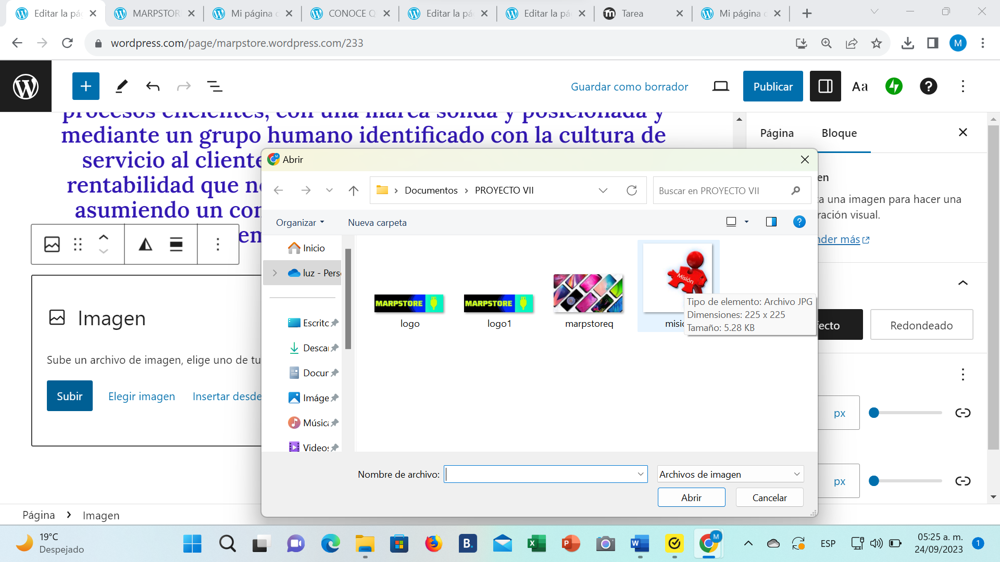 Editar la pá
MARPSTOR
Mi página c
CONOCE Q
Editar la pá
Editar la pá
Tarea
Mi página c
wordpress.com/page/marpstore.wordpress.com/233
M
Guardar como borrador
Publicar
Aa
procesos eficientes, con una marca solida y posicionada y
mediante un grupo humano identificado con la cultura de
servicio al cliente
rentabilidad que n
asumiendo un con
em
Página
Bloque
en
a una imagen para hacer una
ración visual.
nder más
ecto
Redondeado
px
px
Imagen
Sube un archivo de imagen, elige uno de tu
Subir
Elegir imagen
Insertar desde
Abrir
Documentos
PROYECTO VII
Buscar en PROYECTO VII
Organizar
Nueva carpeta
Inicio
luz - Perso
Escrito
Descar
Docur
Imáge
Música
Videos
MARPSTORE
logo
MARPSTORE
logo1
marpstoreq
Misión
misio
Tipo de elemento: Archivo JPG
Dimensiones: 225 x 225
Tamaño: 5.28 KB
Nombre de archivo:
Archivos de imagen
Abrir
Cancelar
Página
Imagen
19°C
Despejado
B.
M
ESP
05:25 a. m.
24/09/2023
1